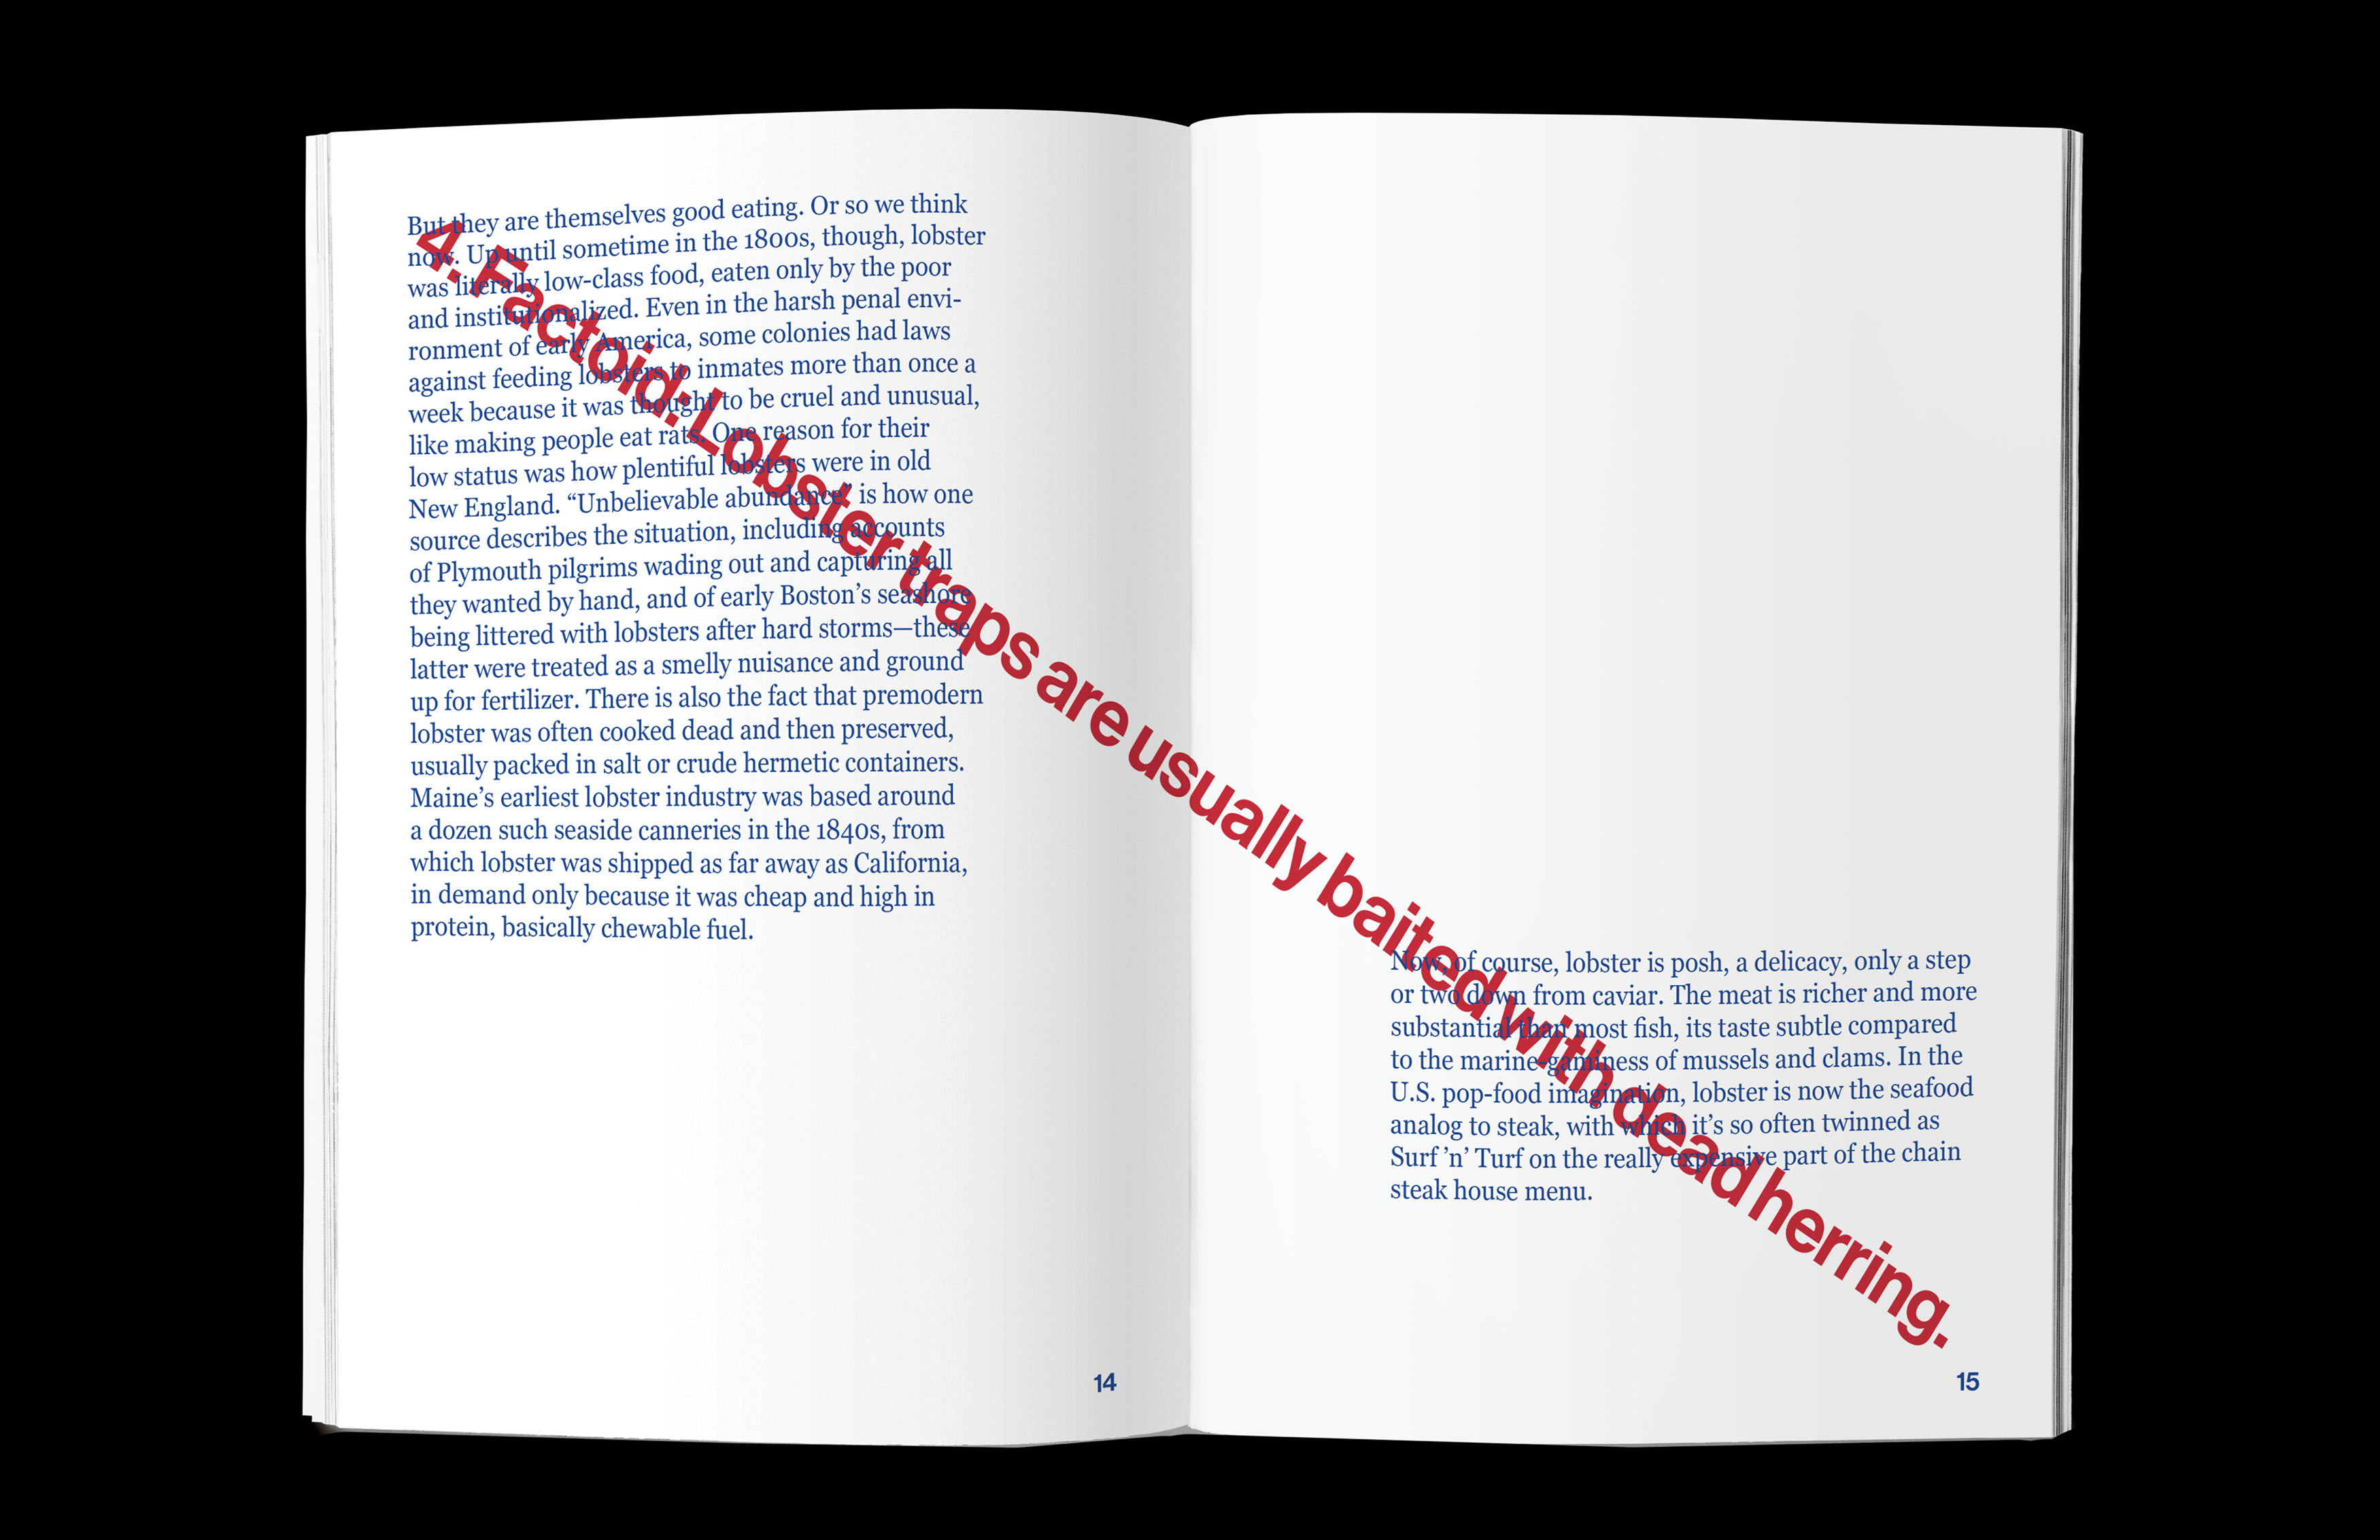 But they are themselves good eating. Or so we think
now. Up until sometime in the 1800s, though, lobster
was literally low-class food, eaten only by the poor
and institutionalized. Even in the harsh penal envi-
ronment of early America, some colonies had laws
against feeding lobsters to inmates more than once a
week because it was thought to be cruel and unusual,
like making people eat rats. One reason for their
low status was how plentiful lobsters were in old
New England. “Unbelievable abundance” is how one
source describes the situation, including accounts
of Plymouth pilgrims wading out and capturing all
they wanted by hand, and of early Boston’s seashore
being littered with lobsters after hard storms—these
latter were treated as a smelly nuisance and ground
up for fertilizer. There is also the fact that premodern
lobster was often cooked dead and then preserved,
usually packed in salt or crude hermetic containers.
Maine’s earliest lobster industry was based around
a dozen such seaside canneries in the 1840s, from
which lobster was shipped as far away as California,
in demand only because it was cheap and high in
protein, basically chewable fuel.
4. Factoid: Lobster traps are usually baited with dead herring.
14
Now, of course, lobster is posh, a delicacy, only a step
or two down from caviar. The meat is richer and more
substantial than most fish, its taste subtle compared
to the marine-gaminess of mussels and clams. In the
U.S. pop-food imagination, lobster is now the seafood
analog to steak, with which it’s so often twinned as
Surf ’n’ Turf on the really expensive part of the chain
steak house menu.
15